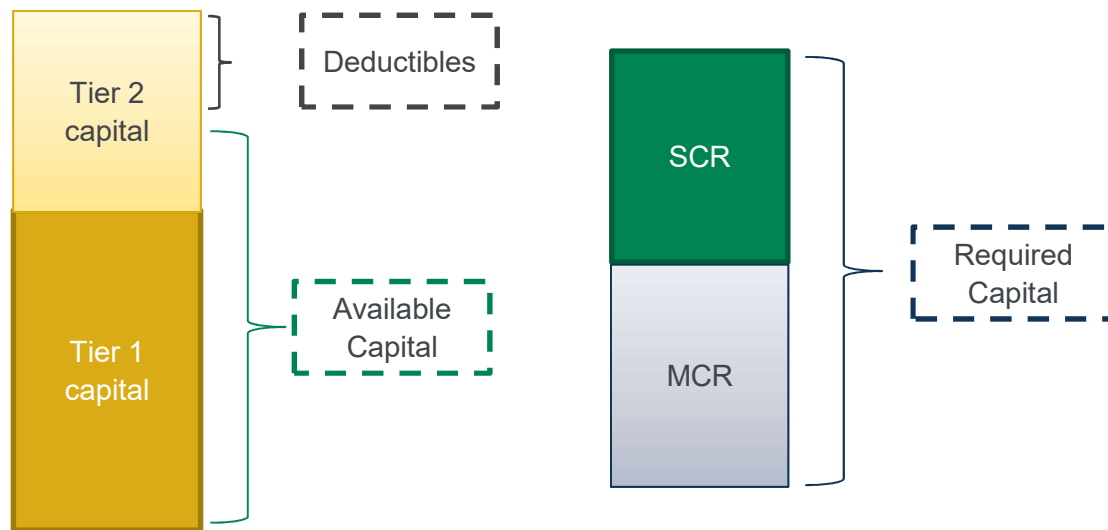 Tier 2
capital
Deductibles
Tier 1
capital
Available
Capital
SCR
MCR
Required
Capital